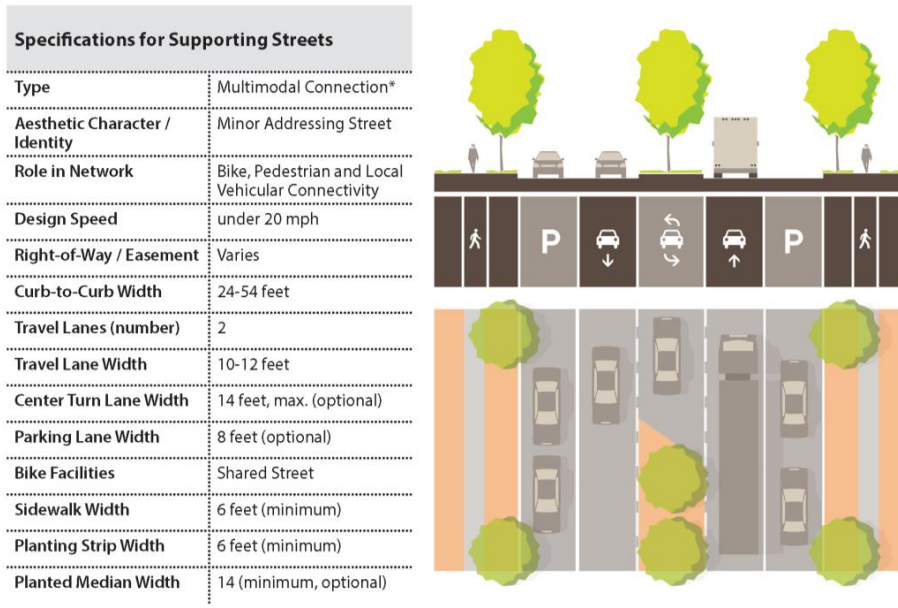 Specifications for Supporting Streets
Type Multimodal Connection*
Aesthetic Character / Minor Addressing Street
Identity
Role in Network Bike, Pedestrian and Local
Vehicular Connectivity
Design Speed under 20 mph
Right-of-Way / Easement Varies
Curb-to-Curb Width 24-54 feet
Travel Lanes (number) 2
Travel Lane Width 10-12 feet
Center Turn Lane Width 14 feet, max. (optional)
Parking Lane Width 8 feet (optional)
Bike Facilities Shared Street
Sidewalk Width 6 feet (minimum)
Planting Strip Width 6 feet (minimum)
Planted Median Width 14 (minimum, optional)
P P